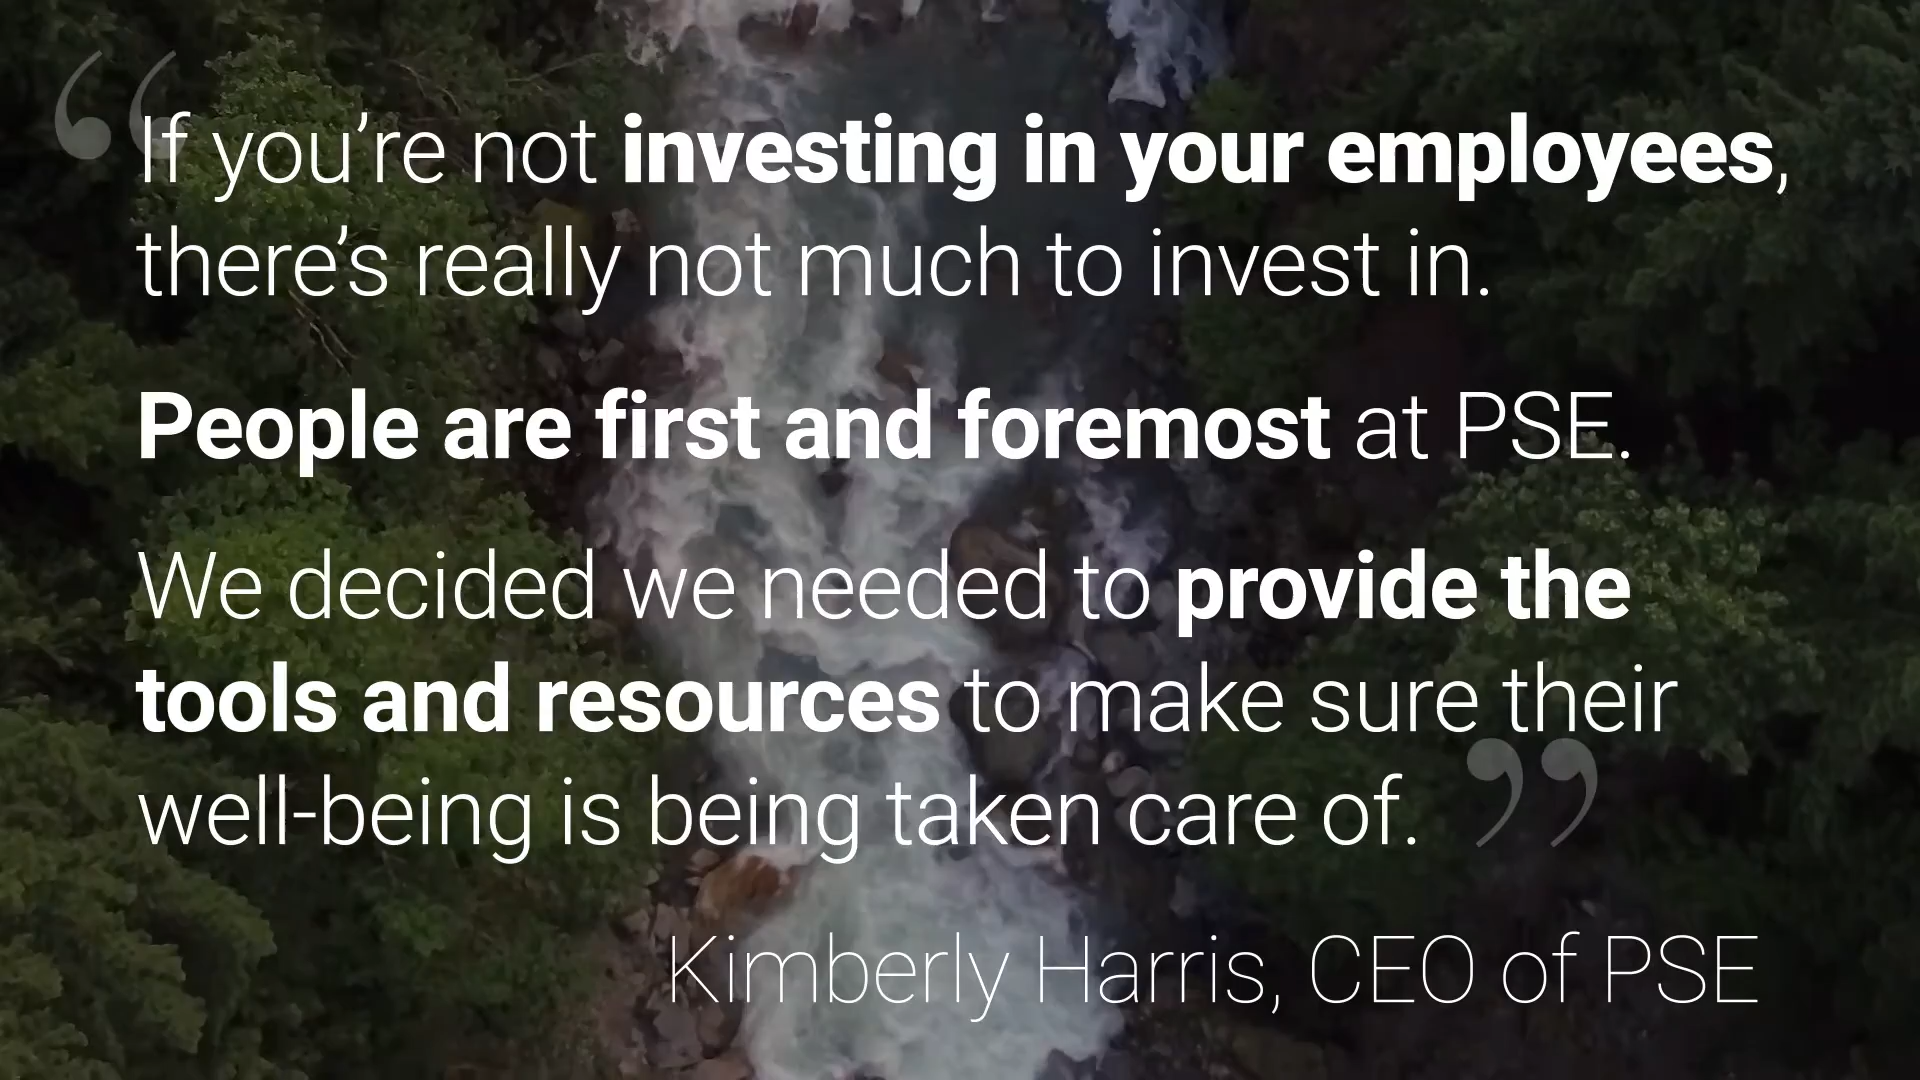 “If you’re not investing in your employees,
there’s really not much to invest in.
People are first and foremost at PSE.
We decided we needed to provide the
tools and resources to make sure their
well-being is being taken care of.”
Kimberly Harris, CEO of PSE